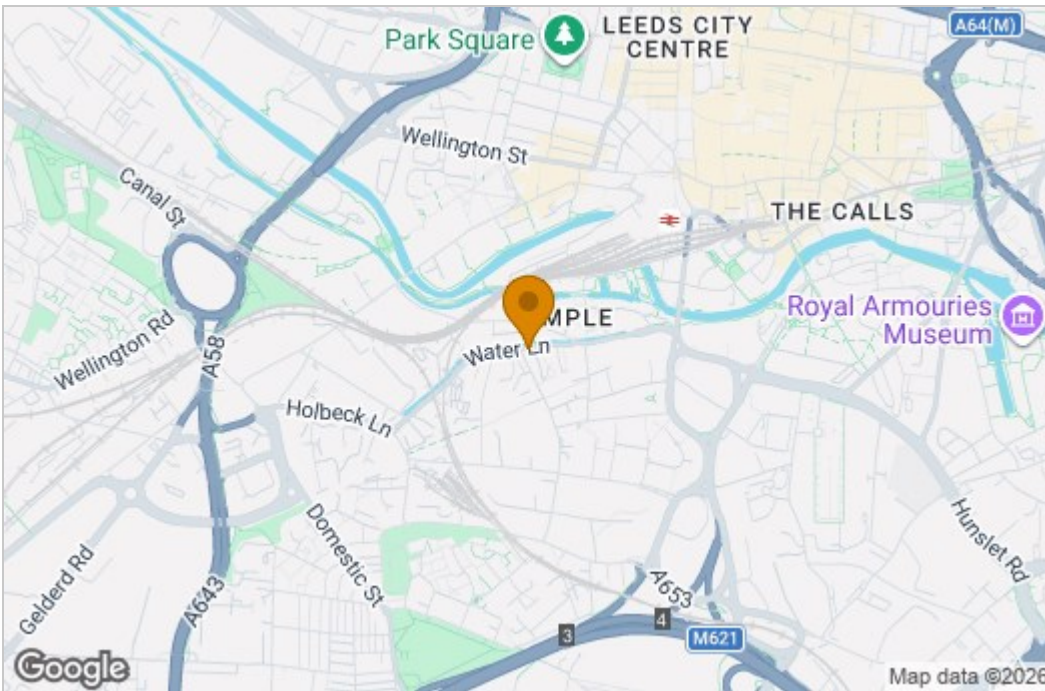 Park Square
LEEDS CITY
CENTRE
A64(M)
Wellington St
Canal St
THE CALLS
Royal Armouries
Museum
MPLE
Water Ln
Wellington Rd
A58
Holbeck Ln
Domestic St
Hunslet Rd
Gelderd Rd
A643
A653
3
4
M621
Google
Map data ©2026